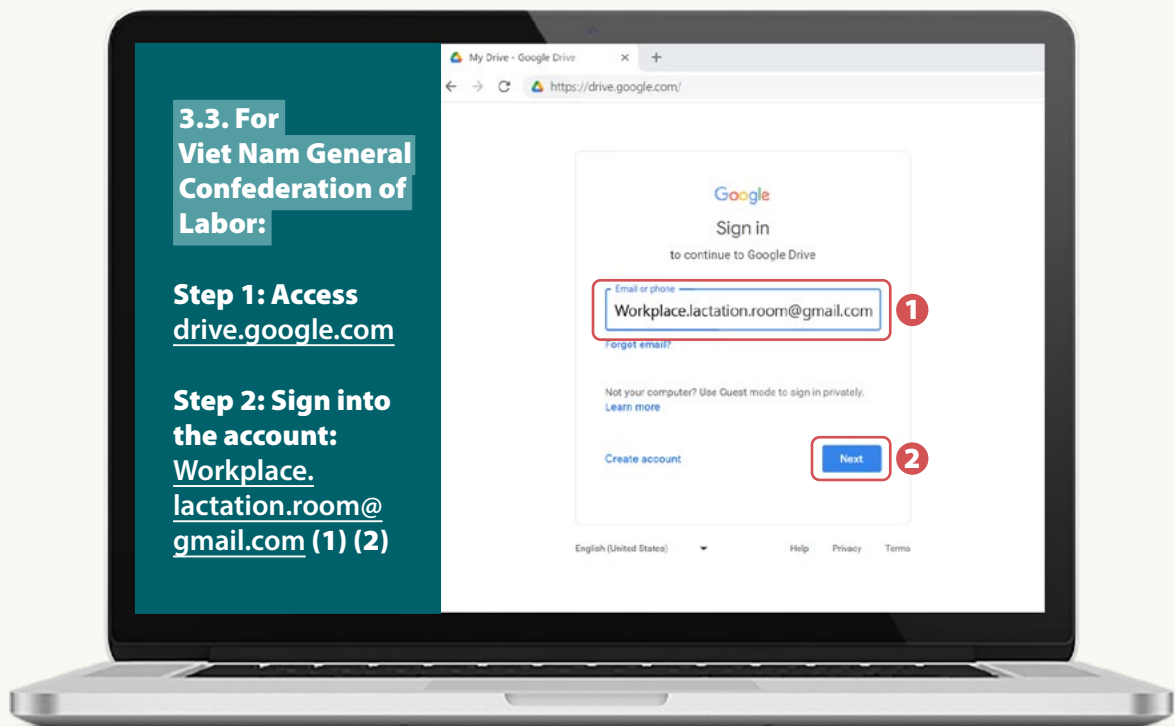 3.3. For
Viet Nam General
Confederation of
Labor:
Step 1: Access
drive.google.com
Step 2: Sign into
the account:
Workplace.
lactation.room@
gmail.com (1) (2)
My Drive - Google Drive
https://drive.google.com/
Google
Sign in
to continue to Google Drive
Email or phone
Workplace.lactation.room@gmail.com
1
Forgot email?
Not your computer? Use Guest mode to sign in privately.
Learn more
Create account
Next
2
English (United States)
Help Privacy Terms